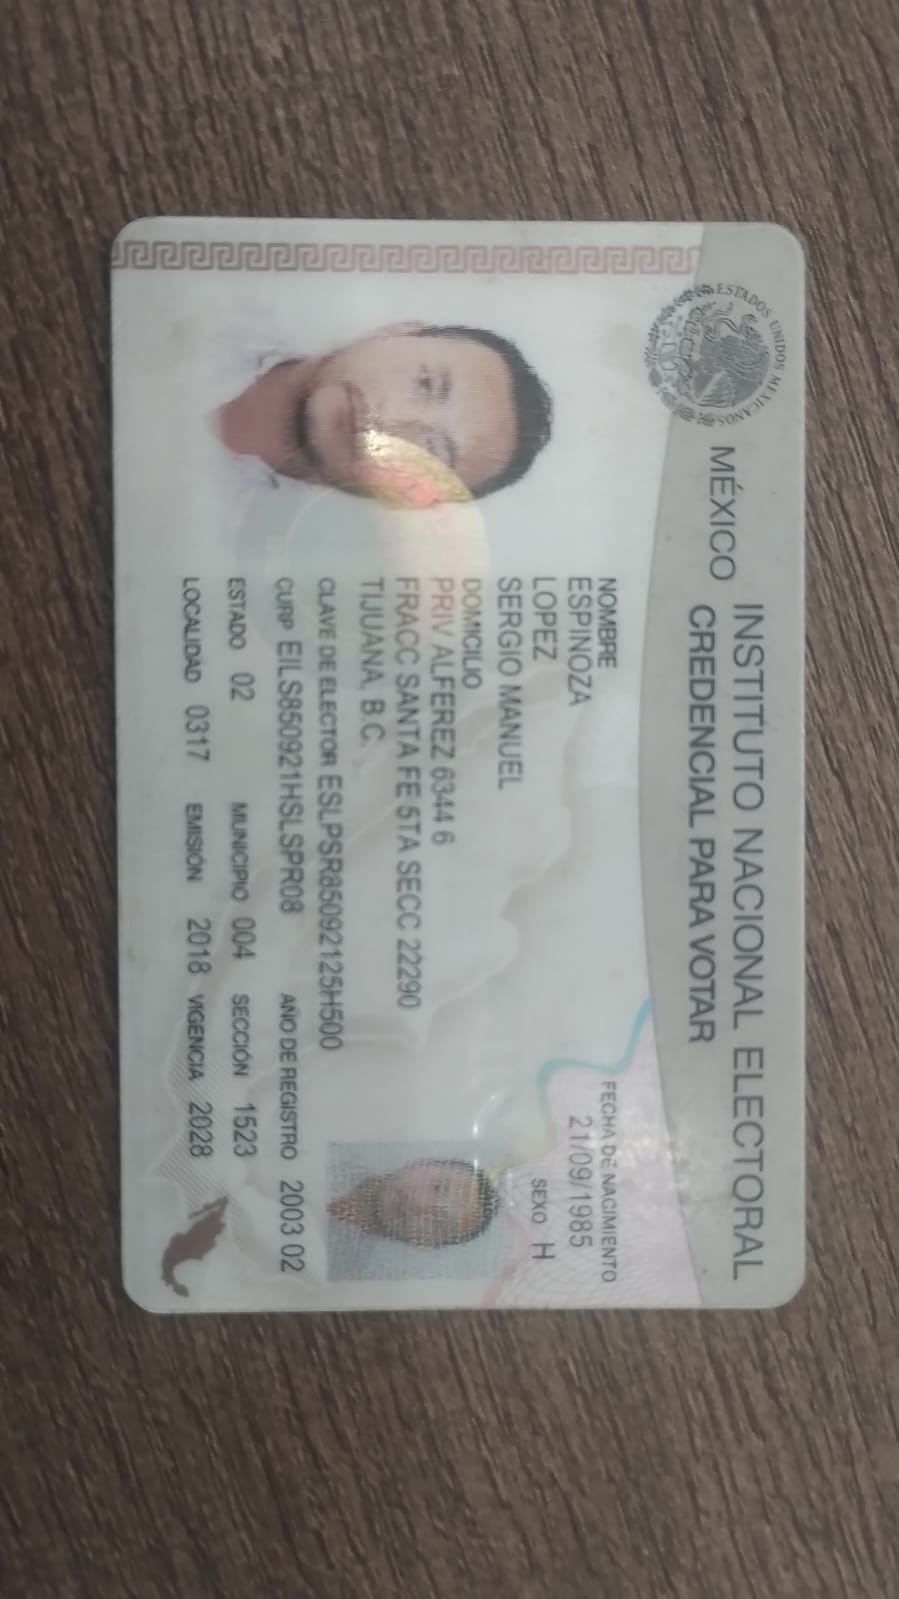 ESTADOS UNIDOS MEXICANOS
MÉXICO INSTITUTO NACIONAL ELECTORAL
CREDENCIAL PARA VOTAR
NOMBRE
ESPINOZA
LOPEZ
SERGIO MANUEL
FECHA DE NACIMIENTO
21/09/1985
SEXO H
DOMICILIO
PRIV ALFEREZ 6344 6
FRACC SANTA FE 5TA SECC 22290
TIJUANA, B.C.
CLAVE DE ELECTOR ESLPSR85092125H500
CURP EILS850921HSLSPR08 AÑO DE REGISTRO 2003 02
ESTADO 02 MUNICIPIO 004 SECCIÓN 1523
LOCALIDAD 0317 EMISIÓN 2018 VIGENCIA 2028